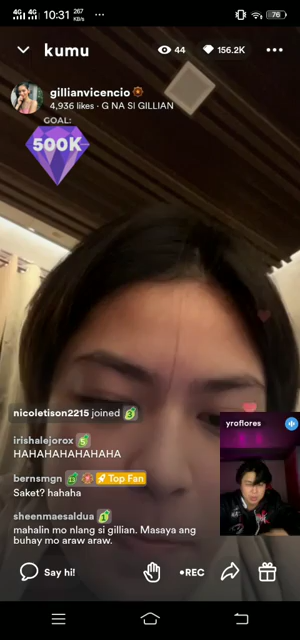 4G 4G 10:31 267 KB/s ... 76
kumu 44 156.2K
gillianvicencio
4,936 likes · G NA SI GILLIAN
GOAL:
500K
nicoletison2215 joined 3
yroflores
irishalejorox 5
HAHAHAHAHAHAHA
bernsmgn Top Fan
Saket? hahaha
sheenmaesaldua 1
mahalin mo nlang si gillian. Masaya ang
buhay mo araw araw.
Say hi! •REC